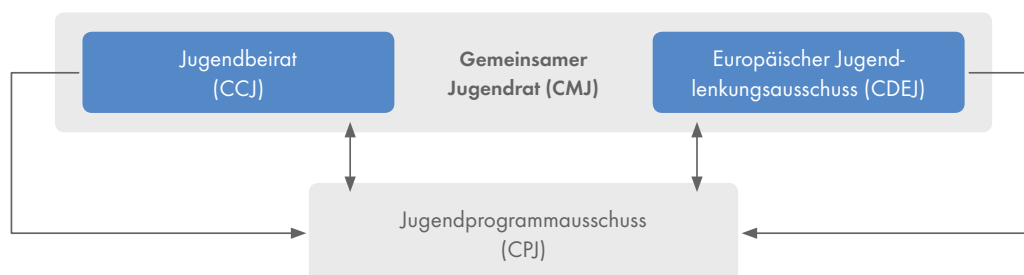 Jugendbeirat
(CCJ)
Gemeinsamer
Jugendrat (CMJ)
Europäischer Jugend-
lenkungsausschuss (CDEJ)
Jugendprogrammausschuss
(CPJ)